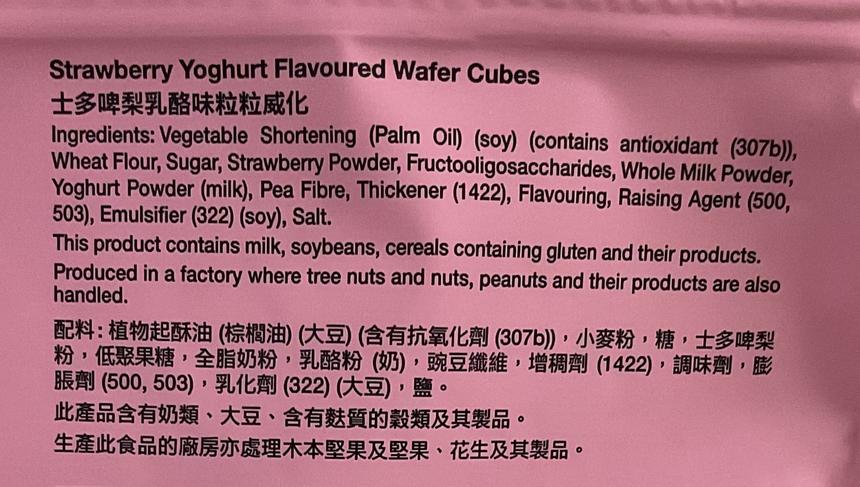 Strawberry Yoghurt Flavoured Wafer Cubes
士多啤梨乳酪味粒粒威化
Ingredients: Vegetable Shortening (Palm Oil) (soy) (contains antioxidant (307b)),
Wheat Flour, Sugar, Strawberry Powder, Fructooligosaccharides, Whole Milk Powder,
Yoghurt Powder (milk), Pea Fibre, Thickener (1422), Flavouring, Raising Agent (500,
503), Emulsifier (322) (soy), Salt.
This product contains milk, soybeans, cereals containing gluten and their products.
Produced in a factory where tree nuts and nuts, peanuts and their products are also
handled.
配料：植物起酥油 (棕櫚油) (大豆) (含有抗氧化劑 (307b))，小麥粉，糖，士多啤梨
粉，低聚果糖，全脂奶粉，乳酪粉 (奶)，豌豆纖維，增稠劑 (1422)，調味劑，膨
脹劑 (500, 503)，乳化劑 (322) (大豆)，鹽。
此產品含有奶類、大豆、含有麩質的穀類及其製品。
生產此食品的廠房亦處理木本堅果及堅果、花生及其製品。